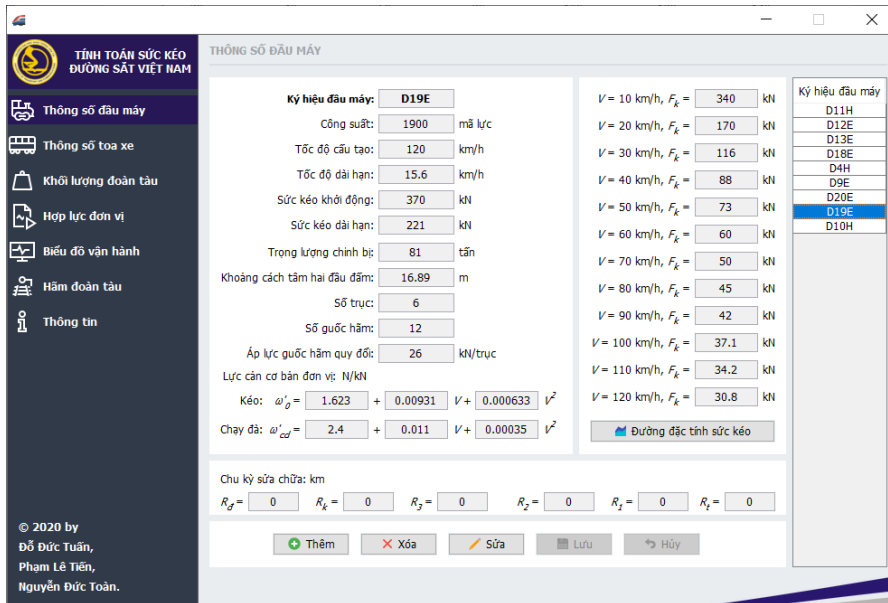 TÍNH TOÁN SỨC KÉO
ĐƯỜNG SẮT VIỆT NAM
Thông số đầu máy
Thông số toa xe
Khối lượng đoàn tàu
Hợp lực đơn vị
Biểu đồ vận hành
Hãm đoàn tàu
Thông tin
© 2020 by
Đỗ Đức Tuấn,
Phạm Lê Tiến,
Nguyễn Đức Toàn.
THÔNG SỐ ĐẦU MÁY
Ký hiệu đầu máy: D19E
Công suất: 1900 mã lực
Tốc độ cấu tạo: 120 km/h
Tốc độ dài hạn: 15.6 km/h
Sức kéo khởi động: 370 kN
Sức kéo dài hạn: 221 kN
Trọng lượng chỉnh bị: 81 tấn
Khoảng cách tâm hai đầu đấm: 16.89 m
Số trục: 6
Số guốc hãm: 12
Áp lực guốc hãm quy đổi: 26 kN/trục
Lực cản cơ bản đơn vị: N/kN
Kéo: ω'₀ = 1.623 + 0.00931 V + 0.000633 V²
Chạy đà: ω'cd = 2.4 + 0.011 V + 0.00035 V²
V = 10 km/h, Fk = 340 kN
V = 20 km/h, Fk = 170 kN
V = 30 km/h, Fk = 116 kN
V = 40 km/h, Fk = 88 kN
V = 50 km/h, Fk = 73 kN
V = 60 km/h, Fk = 60 kN
V = 70 km/h, Fk = 50 kN
V = 80 km/h, Fk = 45 kN
V = 90 km/h, Fk = 42 kN
V = 100 km/h, Fk = 37.1 kN
V = 110 km/h, Fk = 34.2 kN
V = 120 km/h, Fk = 30.8 kN
Đường đặc tính sức kéo
Ký hiệu đầu máy
D11H
D12E
D13E
D18E
D4H
D9E
D20E
D19E
D10H
Chu kỳ sửa chữa: km
Rđ = 0 Rk = 0 R3 = 0 R2 = 0 R1 = 0 Rt = 0
Thêm Xóa Sửa Lưu Hủy